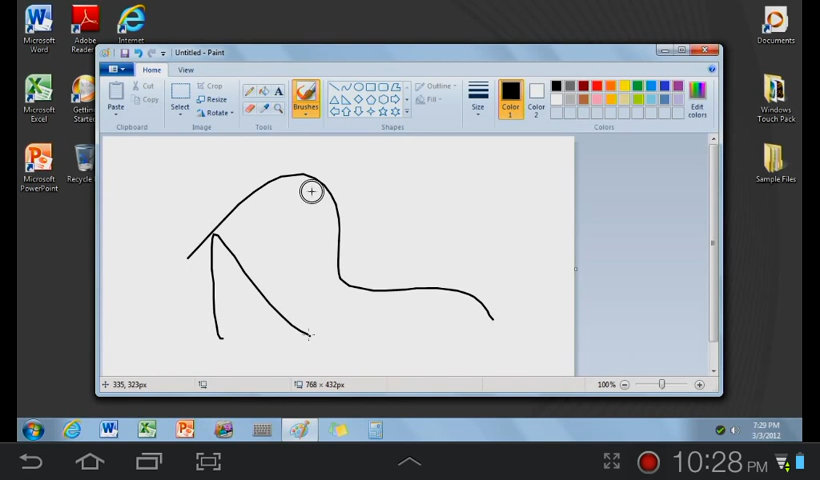 Microsoft Word
Adobe Reader
Internet
Untitled - Paint
Documents
Home
View
Microsoft Excel
Getting Started
Paste
Cut
Copy
Clipboard
Select
Crop
Resize
Rotate
Image
Tools
A
Brushes
Outline
Fill
Shapes
Size
Color 1
Color 2
Edit colors
Colors
Windows Touch Pack
Microsoft PowerPoint
Recycle
Sample Files
335, 323px
768 × 432px
100%
7:29 PM
3/3/2012
10:28 PM